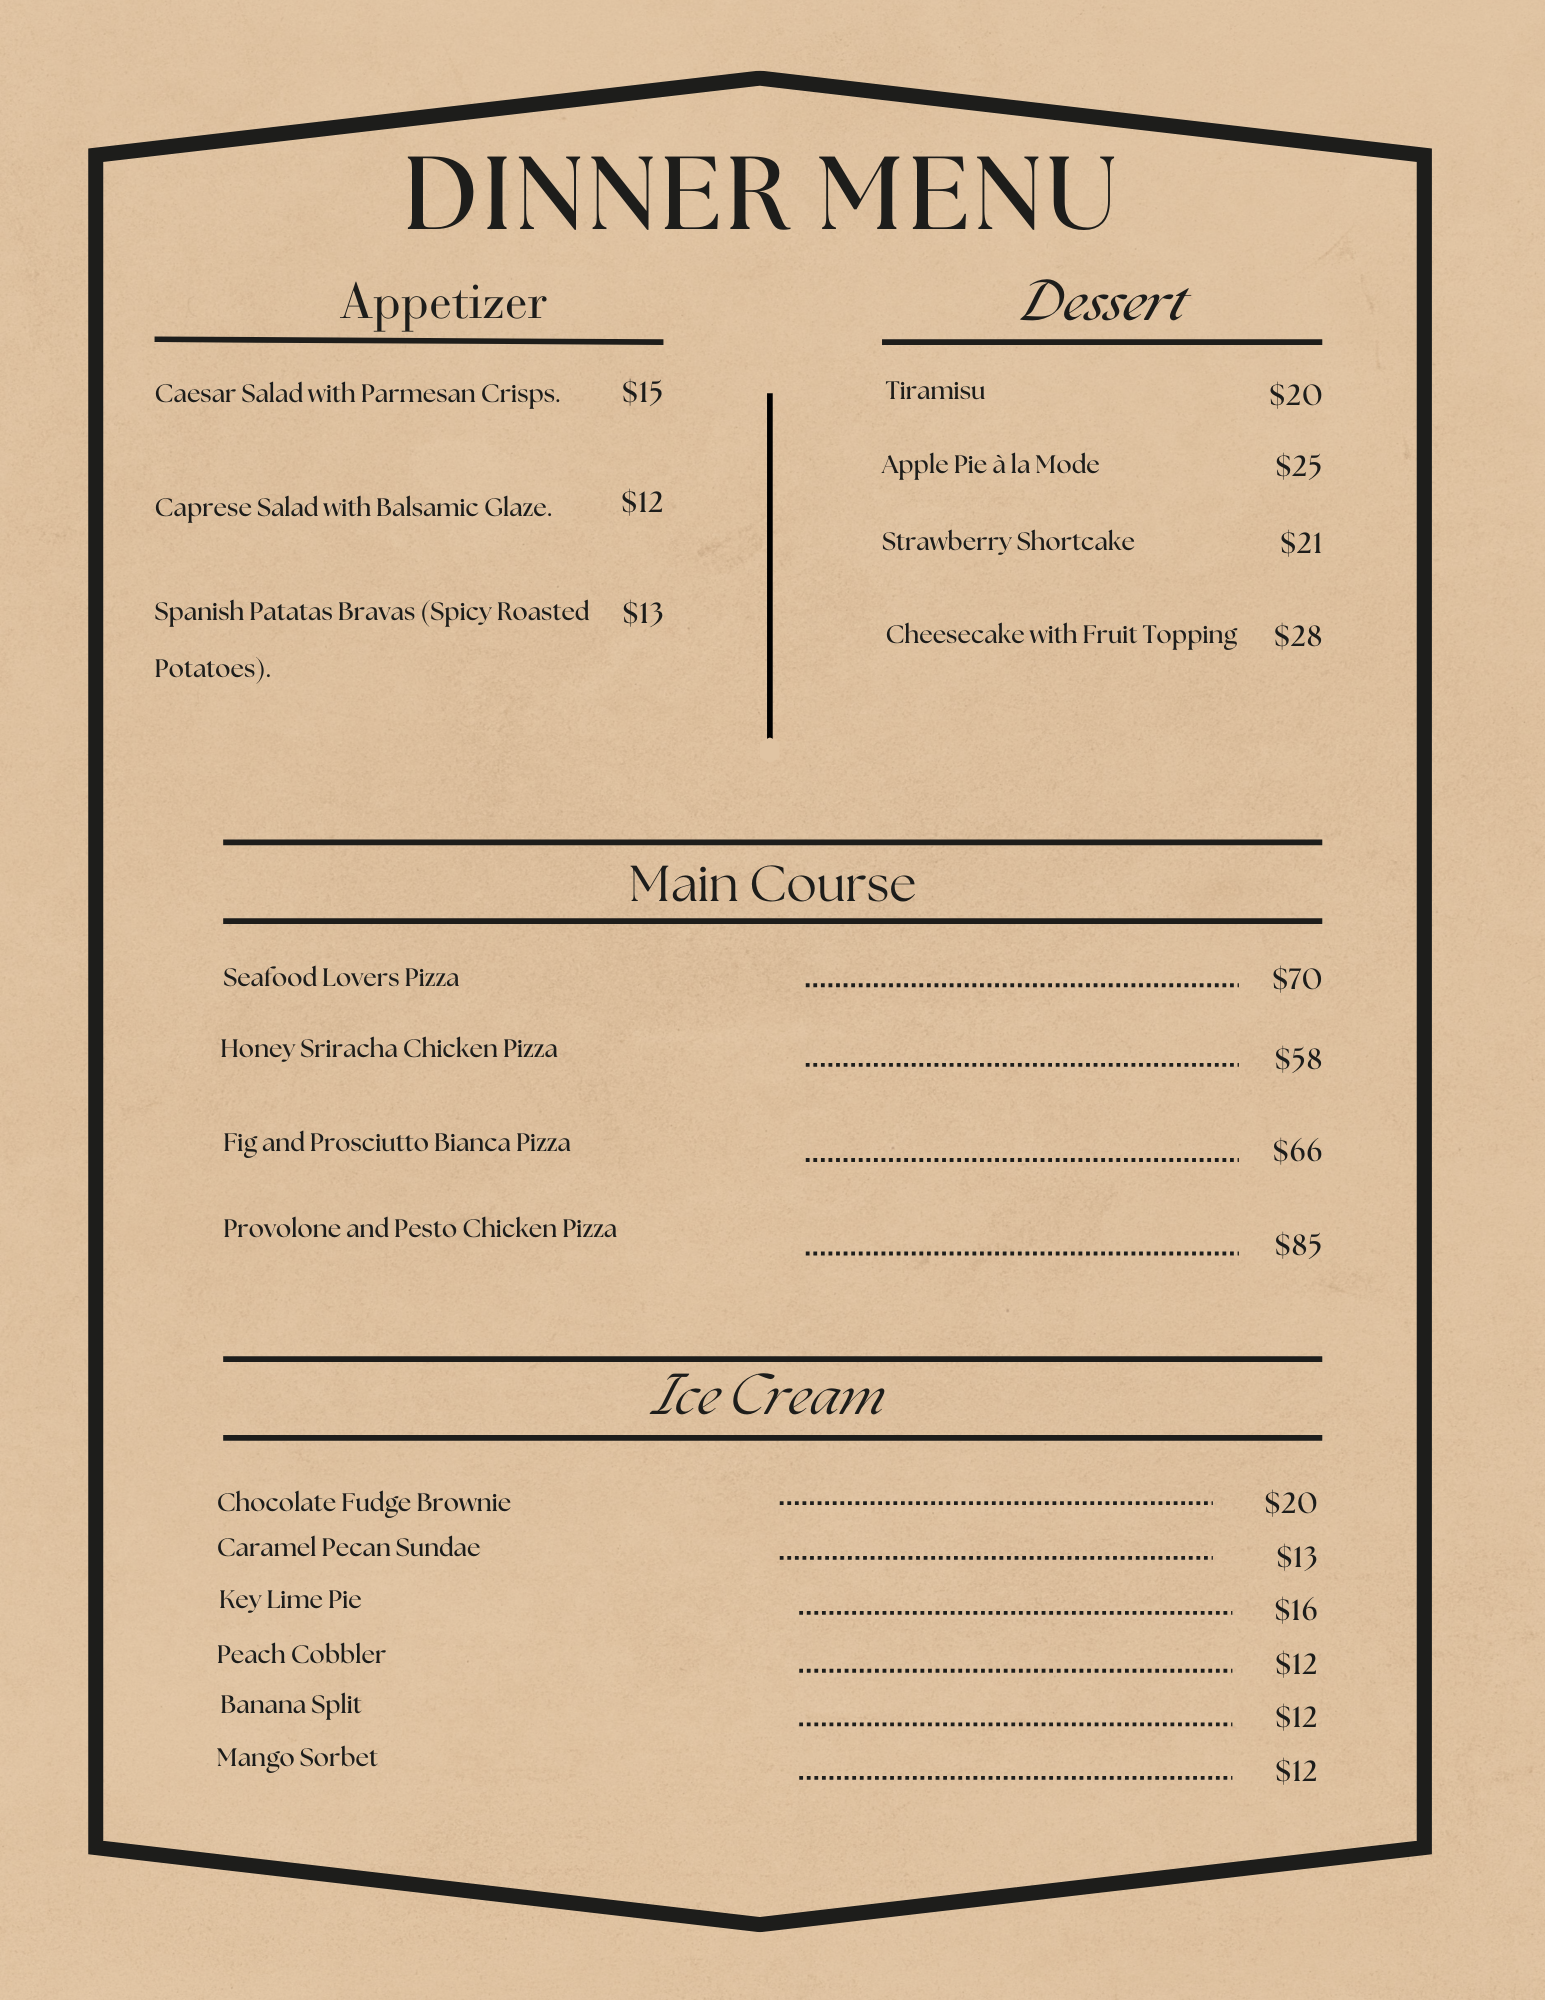 DINNER MENU
Appetizer
Caesar Salad with Parmesan Crisps. $15
Caprese Salad with Balsamic Glaze. $12
Spanish Patatas Bravas (Spicy Roasted $13
Potatoes).
Dessert
Tiramisu $20
Apple Pie à la Mode $25
Strawberry Shortcake $21
Cheesecake with Fruit Topping $28
Main Course
Seafood Lovers Pizza $70
Honey Sriracha Chicken Pizza $58
Fig and Prosciutto Bianca Pizza $66
Provolone and Pesto Chicken Pizza $85
Ice Cream
Chocolate Fudge Brownie $20
Caramel Pecan Sundae $13
Key Lime Pie $16
Peach Cobbler $12
Banana Split $12
Mango Sorbet $12